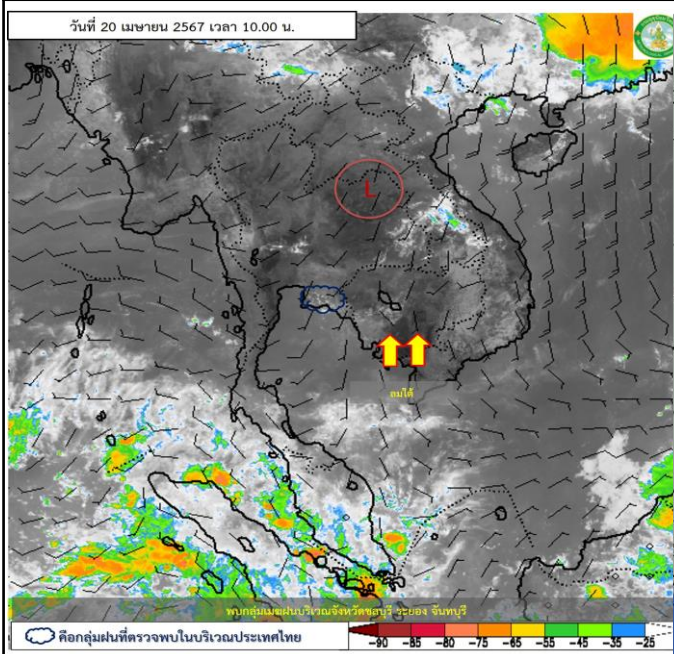 วันที่ 20 เมษายน 2567 เวลา 10.00 น.
L
ลมใต้
พบกลุ่มเมฆฝนบริเวณจังหวัดชลบุรี ระยอง จันทบุรี
คือกลุ่มฝนที่ตรวจพบในบริเวณประเทศไทย
-90 -85 -80 -75 -65 -55 -45 -35 -25